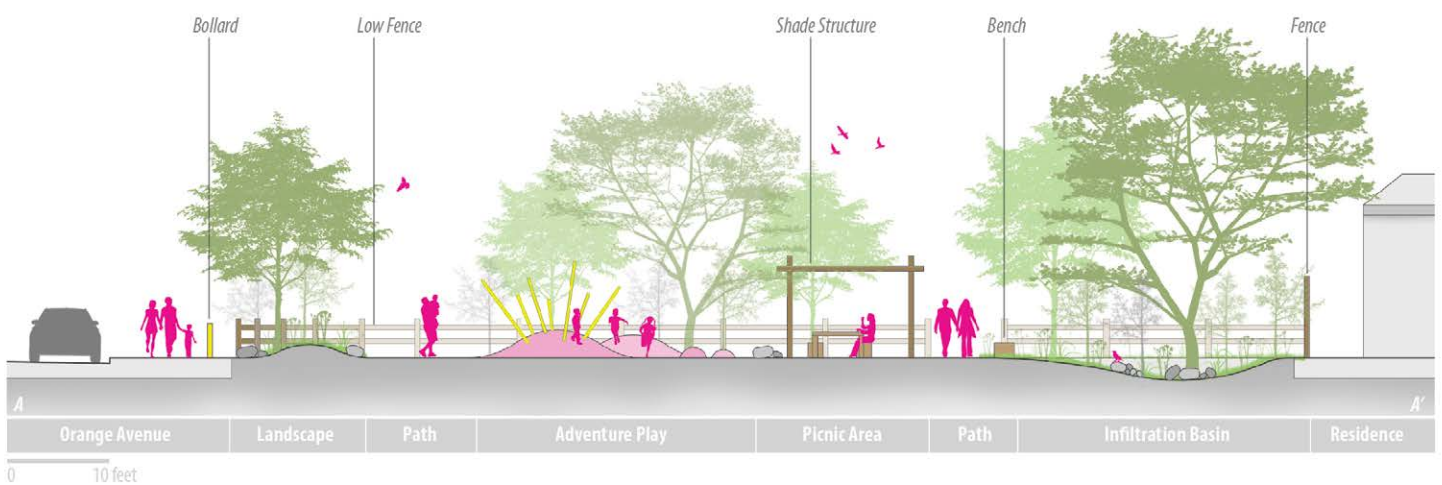 Bollard
Low Fence
Shade Structure
Bench
Fence
A
A'
Orange Avenue
Landscape
Path
Adventure Play
Picnic Area
Path
Infiltration Basin
Residence
0
10 feet